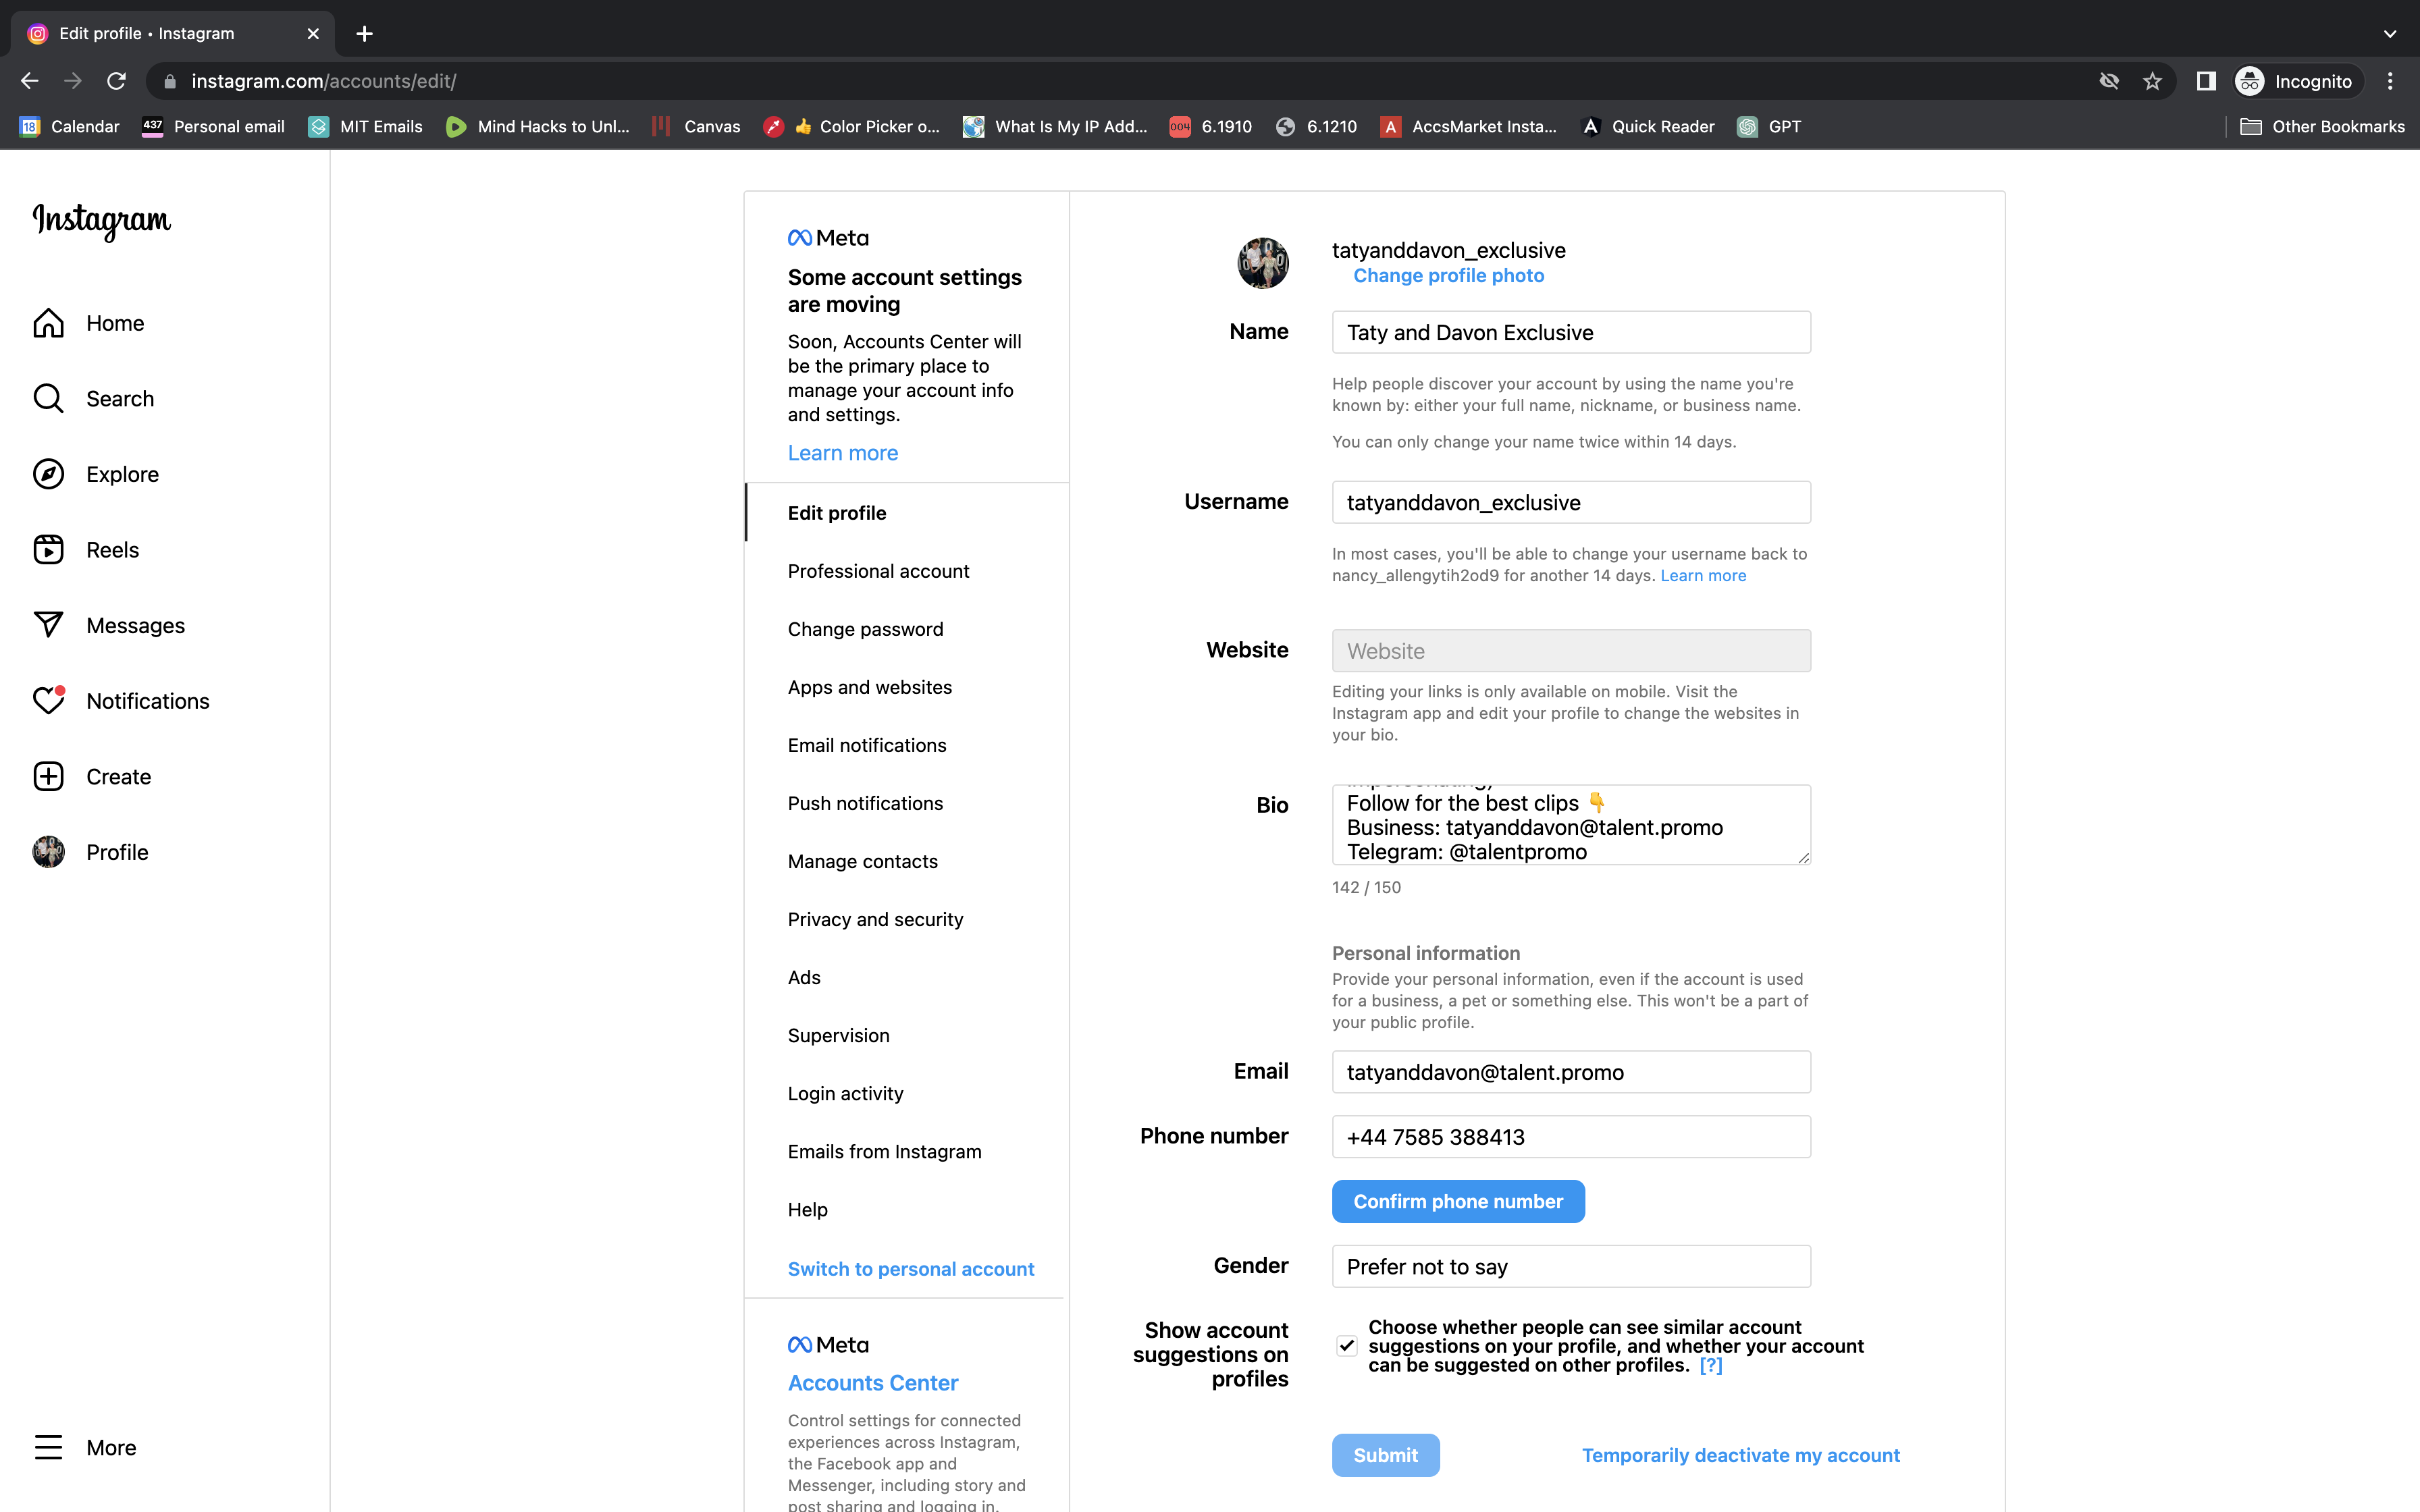 Edit profile • Instagram
instagram.com/accounts/edit/
Incognito
18 Calendar
437 Personal email
MIT Emails
Mind Hacks to Unl...
Canvas
👍 Color Picker o...
What Is My IP Add...
004 6.1910
6.1210
A AccsMarket Insta...
Quick Reader
GPT
Other Bookmarks
Instagram
Home
Search
Explore
Reels
Messages
Notifications
Create
Profile
More
Meta
Some account settings
are moving
Soon, Accounts Center will
be the primary place to
manage your account info
and settings.
Learn more
Edit profile
Professional account
Change password
Apps and websites
Email notifications
Push notifications
Manage contacts
Privacy and security
Ads
Supervision
Login activity
Emails from Instagram
Help
Switch to personal account
Meta
Accounts Center
Control settings for connected
experiences across Instagram,
the Facebook app and
Messenger, including story and
post sharing and logging in.
tatyanddavon_exclusive
Change profile photo
Name
Taty and Davon Exclusive
Help people discover your account by using the name you're
known by: either your full name, nickname, or business name.
You can only change your name twice within 14 days.
Username
tatyanddavon_exclusive
In most cases, you'll be able to change your username back to
nancy_allengytih2od9 for another 14 days. Learn more
Website
Website
Editing your links is only available on mobile. Visit the
Instagram app and edit your profile to change the websites in
your bio.
Bio
Follow for the best clips 👇
Business: tatyanddavon@talent.promo
Telegram: @talentpromo
142 / 150
Personal information
Provide your personal information, even if the account is used
for a business, a pet or something else. This won't be a part of
your public profile.
Email
tatyanddavon@talent.promo
Phone number
+44 7585 388413
Confirm phone number
Gender
Prefer not to say
Show account
suggestions on
profiles
Choose whether people can see similar account
suggestions on your profile, and whether your account
can be suggested on other profiles. [?]
Submit
Temporarily deactivate my account